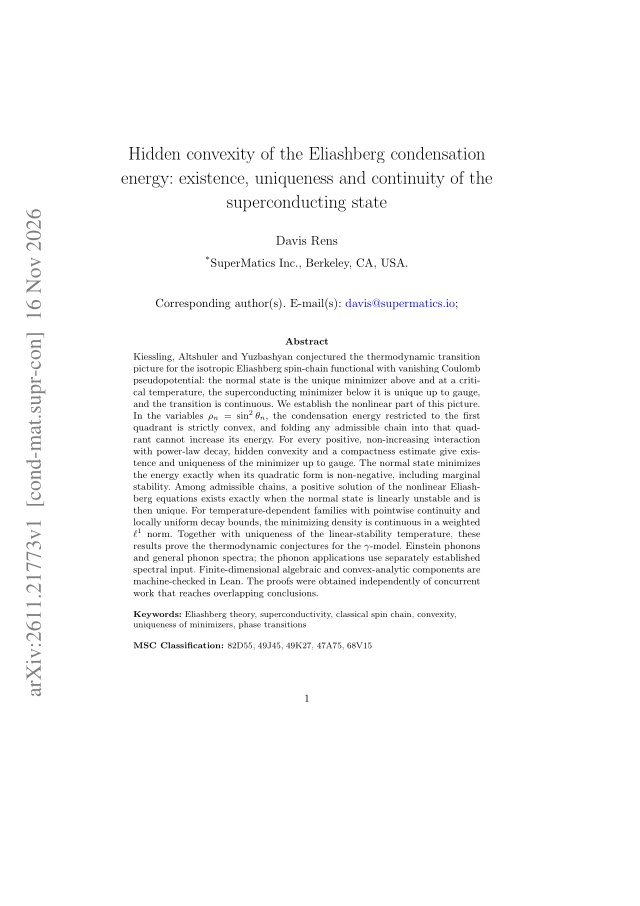 Hidden convexity of the Eliashberg condensation
energy: existence, uniqueness and continuity of the
superconducting state
Davis Rens
*SuperMatics Inc., Berkeley, CA, USA.
Corresponding author(s). E-mail(s): davis@supermatics.io;
Abstract
Kiessling, Altshuler and Yuzbashyan conjectured the thermodynamic transition
picture for the isotropic Eliashberg spin-chain functional with vanishing Coulomb
pseudopotential: the normal state is the unique minimizer above and at a criti-
cal temperature, the superconducting minimizer below it is unique up to gauge,
and the transition is continuous. We establish the nonlinear part of this picture.
In the variables ρn = sin² θn, the condensation energy restricted to the first
quadrant is strictly convex, and folding any admissible chain into that quad-
rant cannot increase its energy. For every positive, non-increasing interaction
with power-law decay, hidden convexity and a compactness estimate give exis-
tence and uniqueness of the minimizer up to gauge. The normal state minimizes
the energy exactly when its quadratic form is non-negative, including marginal
stability. Among admissible chains, a positive solution of the nonlinear Eliash-
berg equations exists exactly when the normal state is linearly unstable and is
then unique. For temperature-dependent families with pointwise continuity and
locally uniform decay bounds, the minimizing density is continuous in a weighted
ℓ¹ norm. Together with uniqueness of the linear-stability temperature, these
results prove the thermodynamic conjectures for the γ-model, Einstein phonons
and general phonon spectra; the phonon applications use separately established
spectral input. Finite-dimensional algebraic and convex-analytic components are
machine-checked in Lean. The proofs were obtained independently of concurrent
work that reaches overlapping conclusions.
Keywords: Eliashberg theory, superconductivity, classical spin chain, convexity,
uniqueness of minimizers, phase transitions
MSC Classification: 82D55, 49J45, 49K27, 47A75, 68V15
1
arXiv:2611.21773v1 [cond-mat.supr-con] 16 Nov 2026